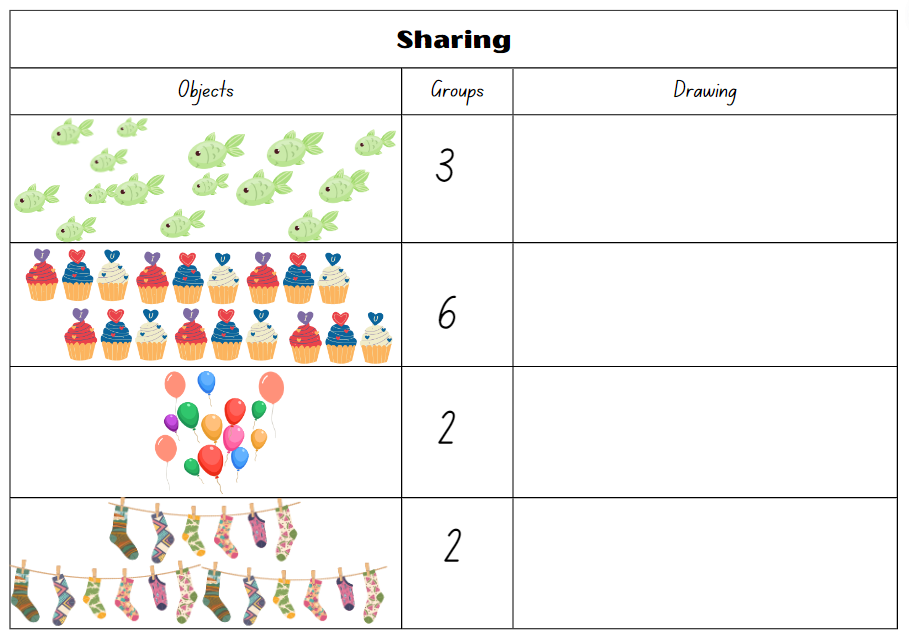 Sharing
Objects Groups Drawing
3
I U I U I U
I U I U I U
6
2
2